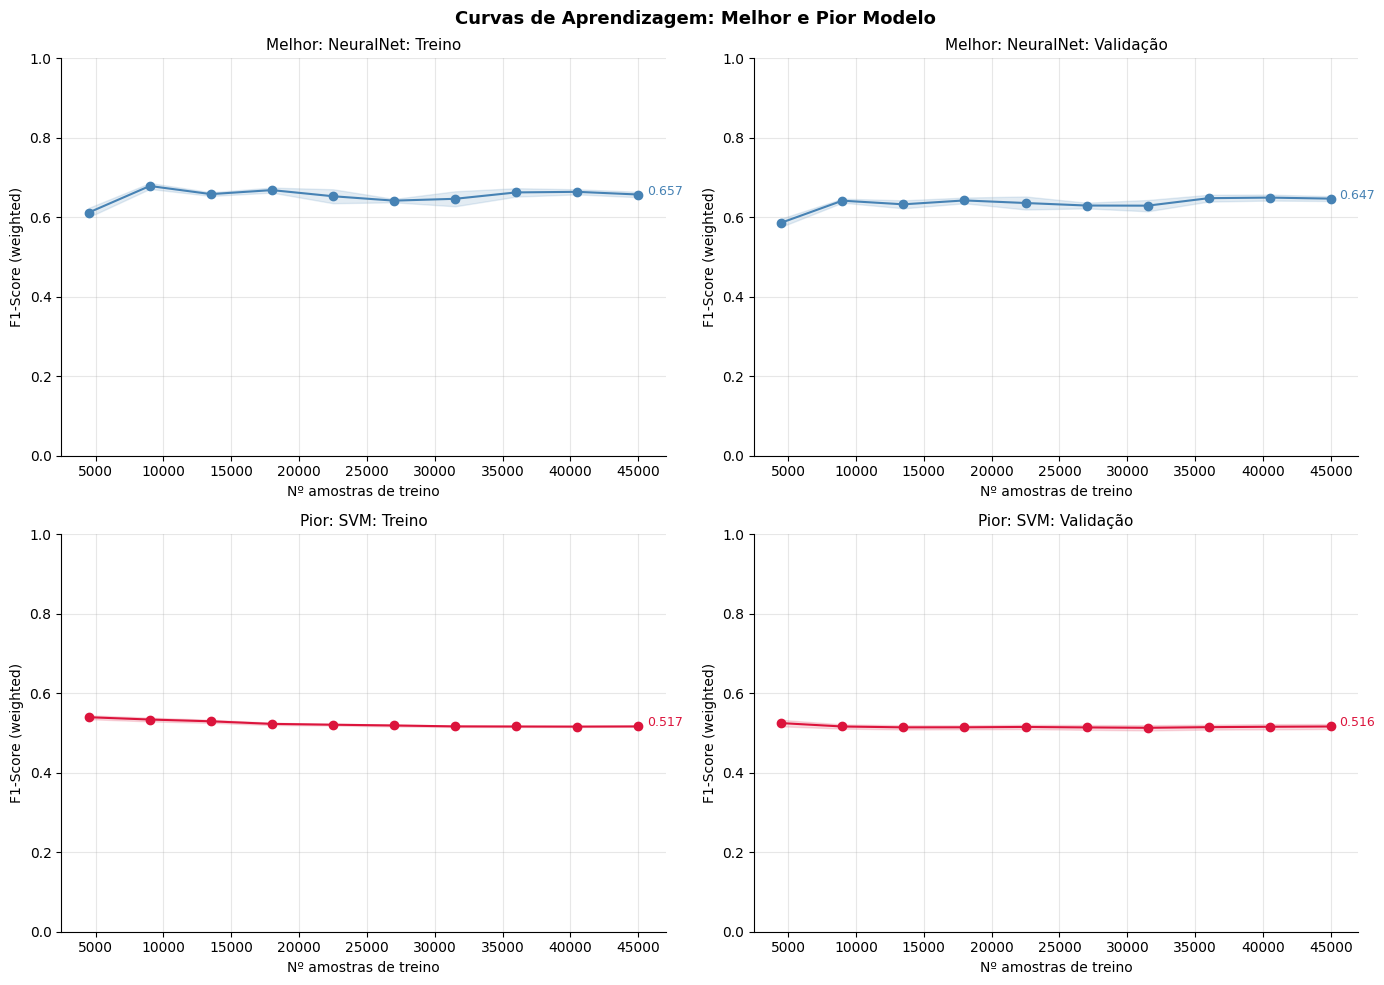 Curvas de Aprendizagem: Melhor e Pior Modelo
Melhor: NeuralNet: Treino
F1-Score (weighted)
1.0
0.8
0.6
0.4
0.2
0.0
0.657
5000 10000 15000 20000 25000 30000 35000 40000 45000
Nº amostras de treino
Melhor: NeuralNet: Validação
F1-Score (weighted)
1.0
0.8
0.6
0.4
0.2
0.0
0.647
5000 10000 15000 20000 25000 30000 35000 40000 45000
Nº amostras de treino
Pior: SVM: Treino
F1-Score (weighted)
1.0
0.8
0.6
0.4
0.2
0.0
0.517
5000 10000 15000 20000 25000 30000 35000 40000 45000
Nº amostras de treino
Pior: SVM: Validação
F1-Score (weighted)
1.0
0.8
0.6
0.4
0.2
0.0
0.516
5000 10000 15000 20000 25000 30000 35000 40000 45000
Nº amostras de treino